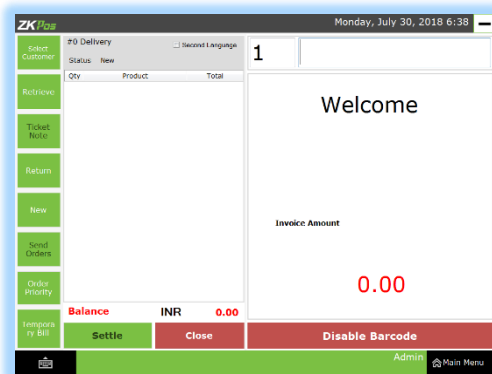 ZKPos
Monday, July 30, 2018 6:38
Select
Customer
Retrieve
Ticket
Note
Return
New
Send
Orders
Order
Priority
Tempora
ry Bill
#0 Delivery
Second Language
Status New
Qty Product Total
Balance INR 0.00
Settle Close
1
Welcome
Invoice Amount
0.00
Disable Barcode
Admin
Main Menu